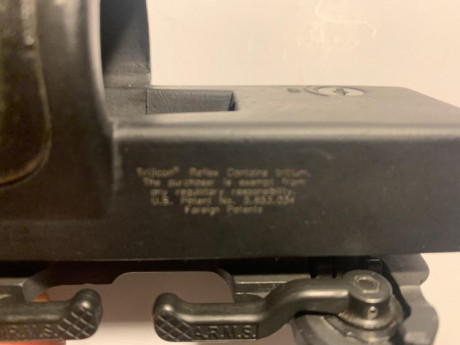 Trijicon® Reflex Contains tritium.
The purchaser is exempt from
any regulatory responsibility.
U.S. Patent No. 5,653,034
Foreign Patents
A.R.M.S.
A.R.M.S.